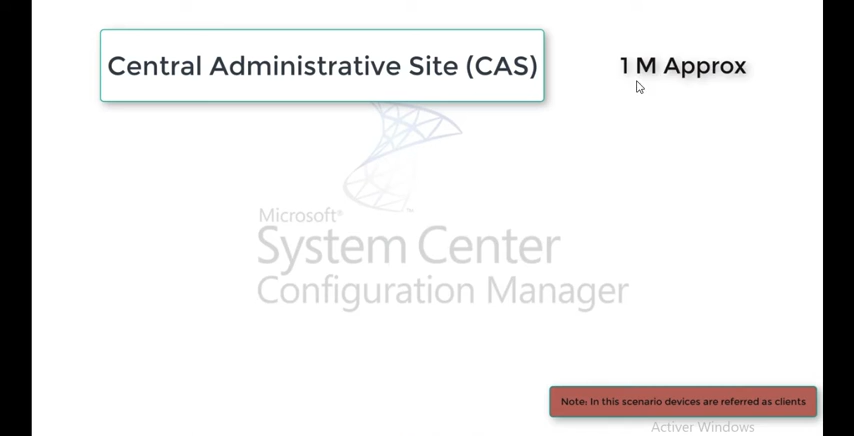 Central Administrative Site (CAS)
1 M Approx
Microsoft®
System Center
Configuration Manager
Note: In this scenario devices are referred as clients
Activer Windows